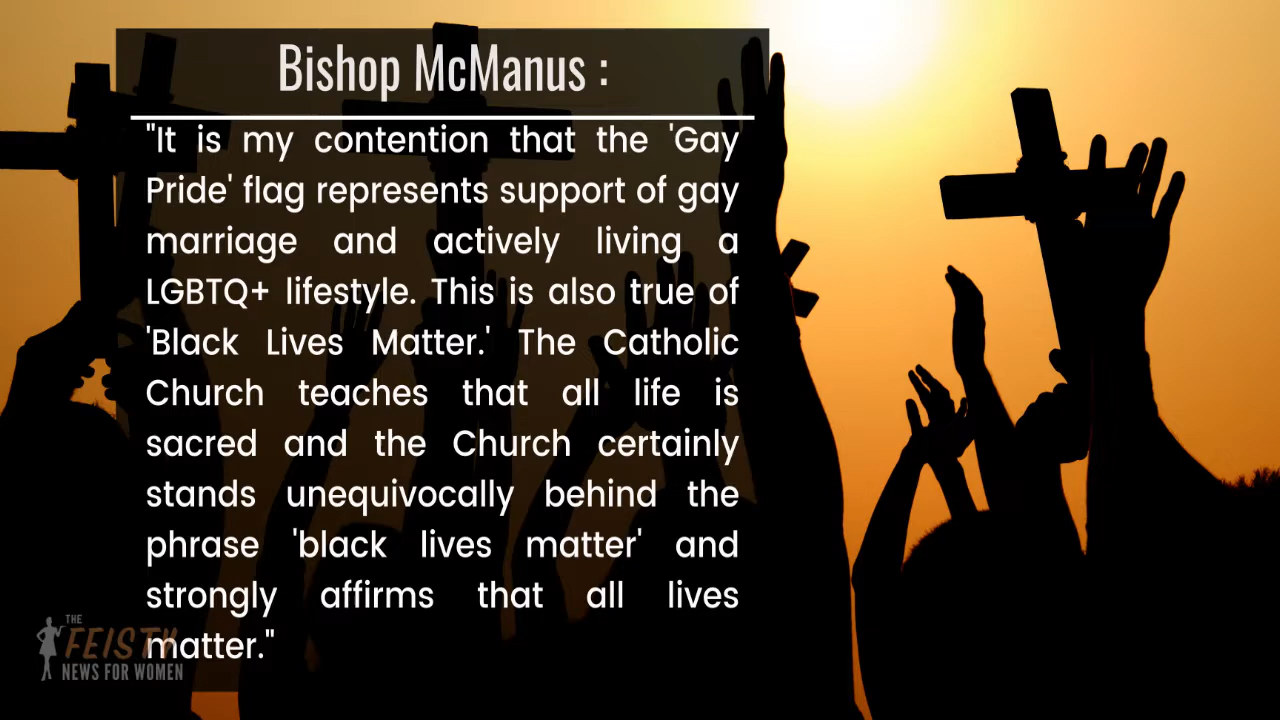 Bishop McManus :
"It is my contention that the 'Gay
Pride' flag represents support of gay
marriage and actively living a
LGBTQ+ lifestyle. This is also true of
'Black Lives Matter.' The Catholic
Church teaches that all life is
sacred and the Church certainly
stands unequivocally behind the
phrase 'black lives matter' and
strongly affirms that all lives
matter."
THE
FEISTY
NEWS FOR WOMEN